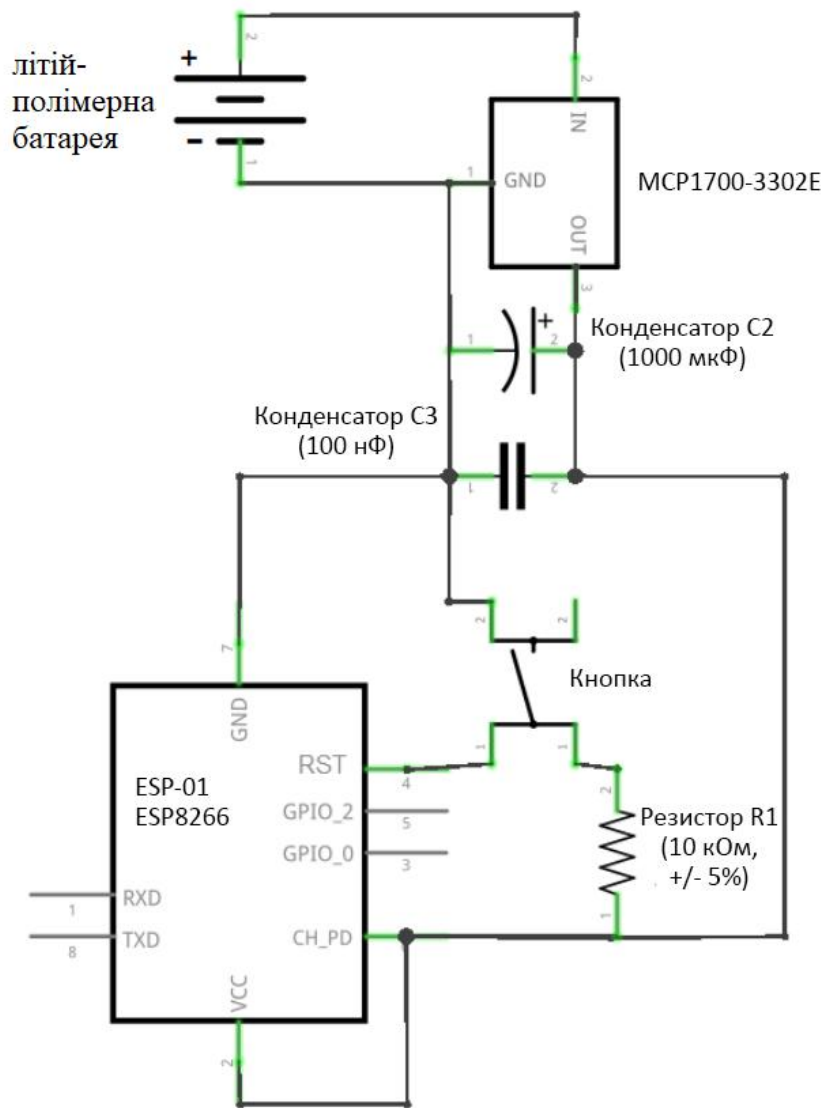 2
+
літій-
полімерна
батарея
-
1
2
IN
1
GND
MCP1700-3302E
OUT
3
+
1
2
Конденсатор C2
(1000 мкФ)
Конденсатор C3
(100 нФ)
1
2
2
2
Кнопка
7
GND
1
1
RST
4
ESP-01
ESP8266
GPIO_2
5
GPIO_0
3
2
Резистор R1
(10 кОм,
+/- 5%)
1
RXD
1
TXD
8
CH_PD
VCC
2